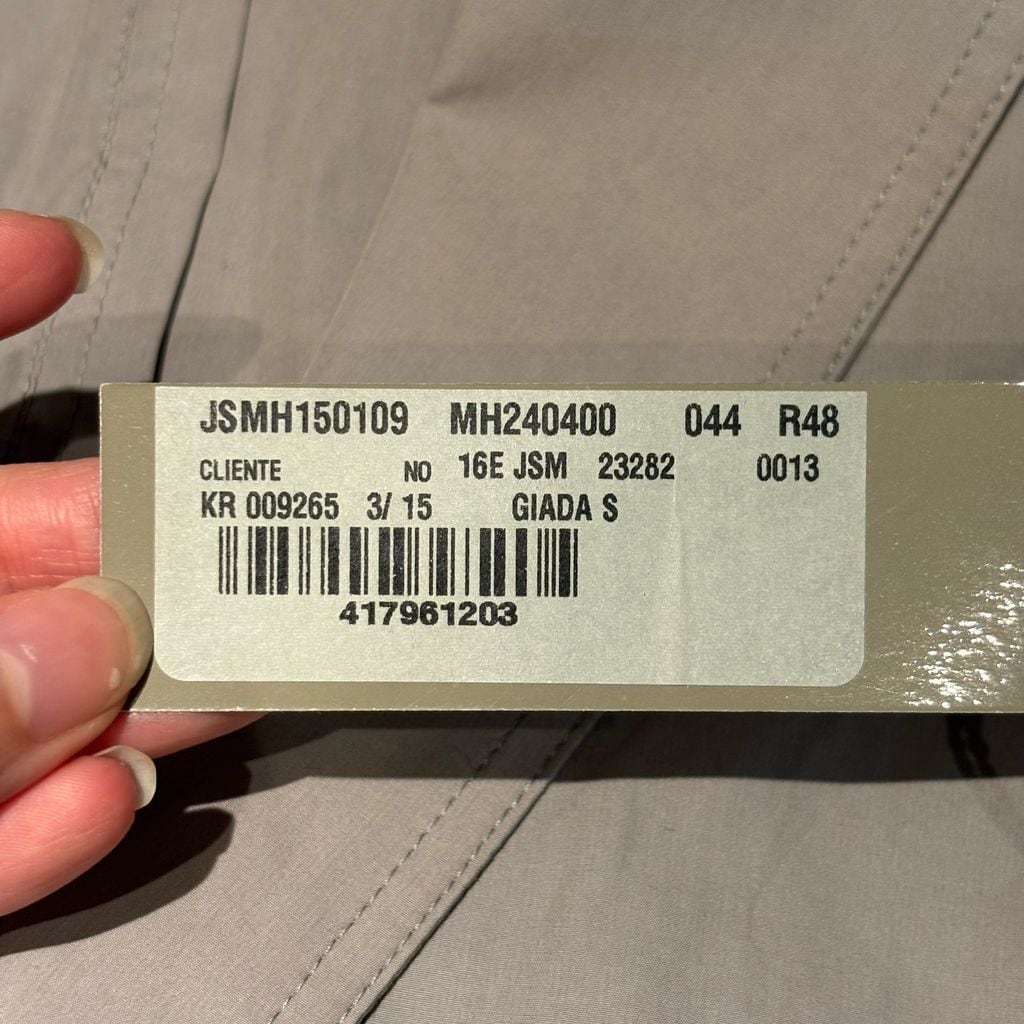 JSMH150109 MH240400 044 R48
CLIENTE NO 16E JSM 23282 0013
KR 009265 3/ 15 GIADA S
417961203